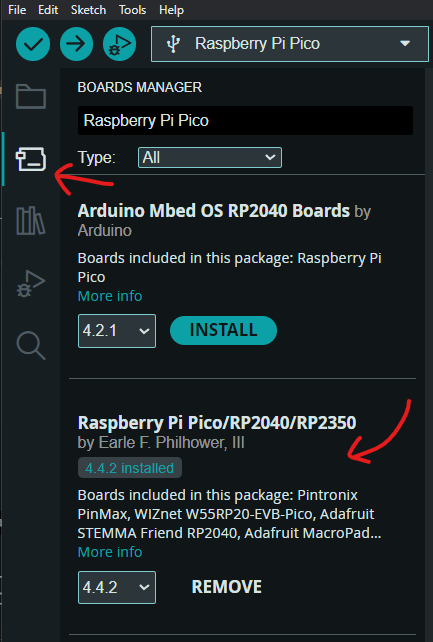 File Edit Sketch Tools Help
Raspberry Pi Pico
BOARDS MANAGER
Raspberry Pi Pico
Type: All
Arduino Mbed OS RP2040 Boards by
Arduino
Boards included in this package: Raspberry Pi
Pico
More info
4.2.1 INSTALL
Raspberry Pi Pico/RP2040/RP2350
by Earle F. Philhower, III
4.4.2 installed
Boards included in this package: Pintronix
PinMax, WIZnet W55RP20-EVB-Pico, Adafruit
STEMMA Friend RP2040, Adafruit MacroPad...
More info
4.4.2 REMOVE